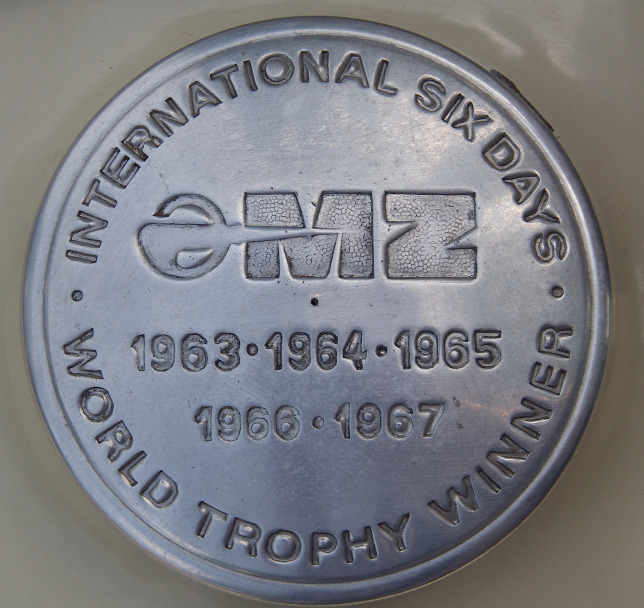 INTERNATIONAL SIX DAYS
MZ
1963·1964·1965
1966·1967
· WORLD TROPHY WINNER ·